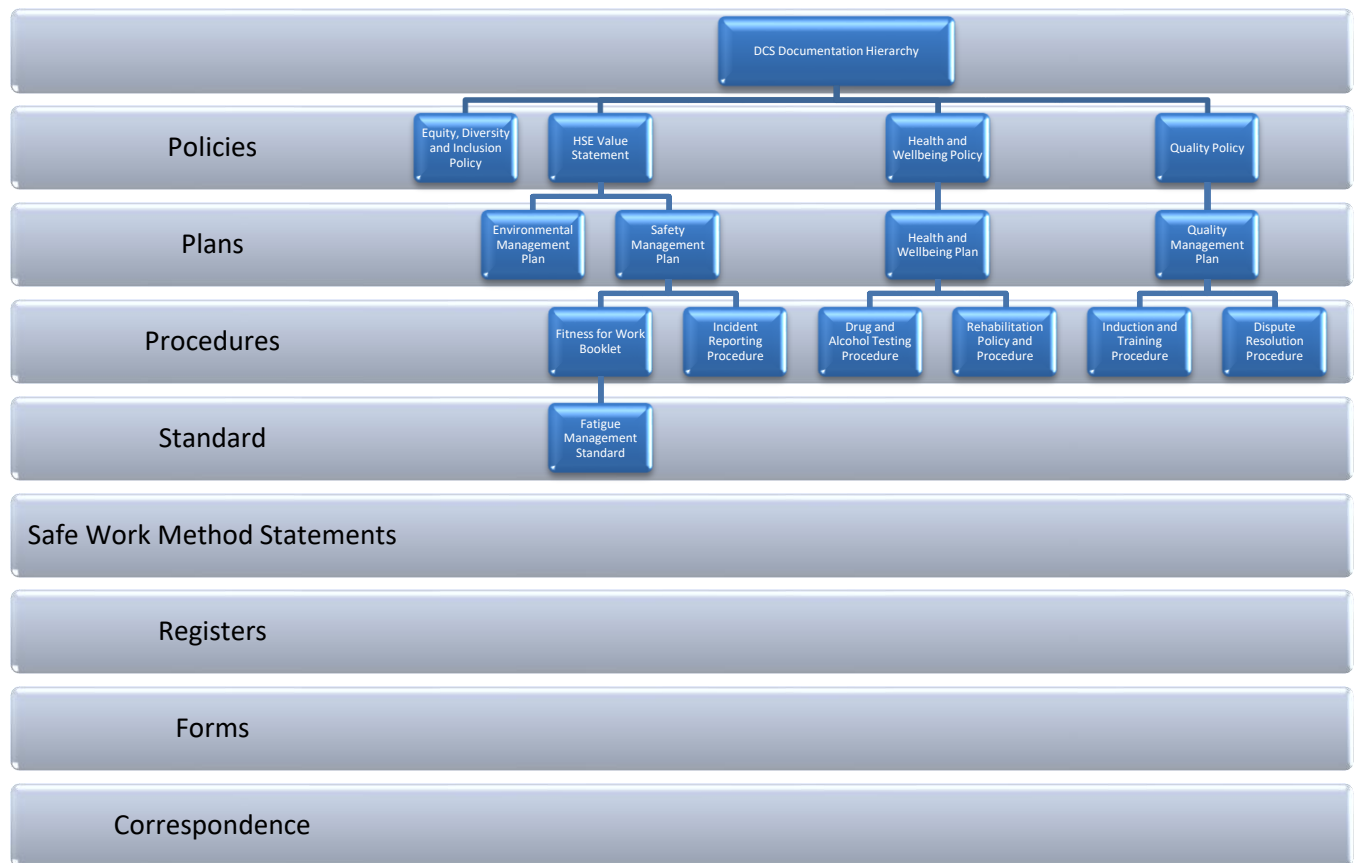 DCS Documentation Hierarchy
Policies
Equity, Diversity
and Inclusion
Policy
HSE Value
Statement
Health and
Wellbeing Policy
Quality Policy
Plans
Environmental
Management
Plan
Safety
Management
Plan
Health and
Wellbeing Plan
Quality
Management
Plan
Procedures
Fitness for Work
Booklet
Incident
Reporting
Procedure
Drug and
Alcohol Testing
Procedure
Rehabilitation
Policy and
Procedure
Induction and
Training
Procedure
Dispute
Resolution
Procedure
Standard
Fatigue
Management
Standard
Safe Work Method Statements
Registers
Forms
Correspondence